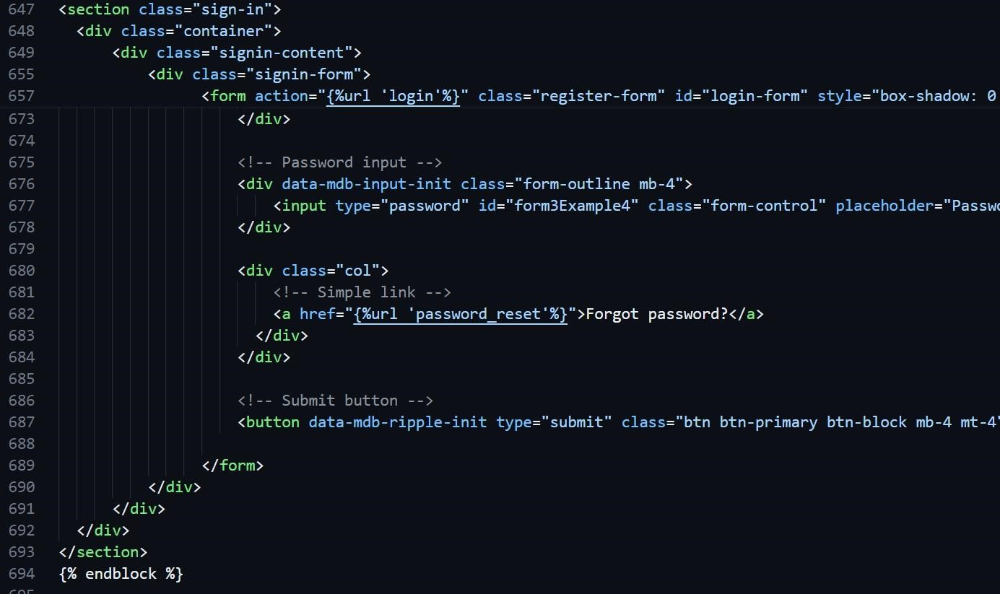 647 <section class="sign-in">
648 <div class="container">
649 <div class="signin-content">
655 <div class="signin-form">
657 <form action="{%url 'login'%}" class="register-form" id="login-form" style="box-shadow: 0
673 </div>
674
675 <!-- Password input -->
676 <div data-mdb-input-init class="form-outline mb-4">
677 <input type="password" id="form3Example4" class="form-control" placeholder="Passwo
678 </div>
679
680 <div class="col">
681 <!-- Simple link -->
682 <a href="{%url 'password_reset'%}">Forgot password?</a>
683 </div>
684 </div>
685
686 <!-- Submit button -->
687 <button data-mdb-ripple-init type="submit" class="btn btn-primary btn-block mb-4 mt-4"
688
689 </form>
690 </div>
691 </div>
692 </div>
693 </section>
694 {% endblock %}